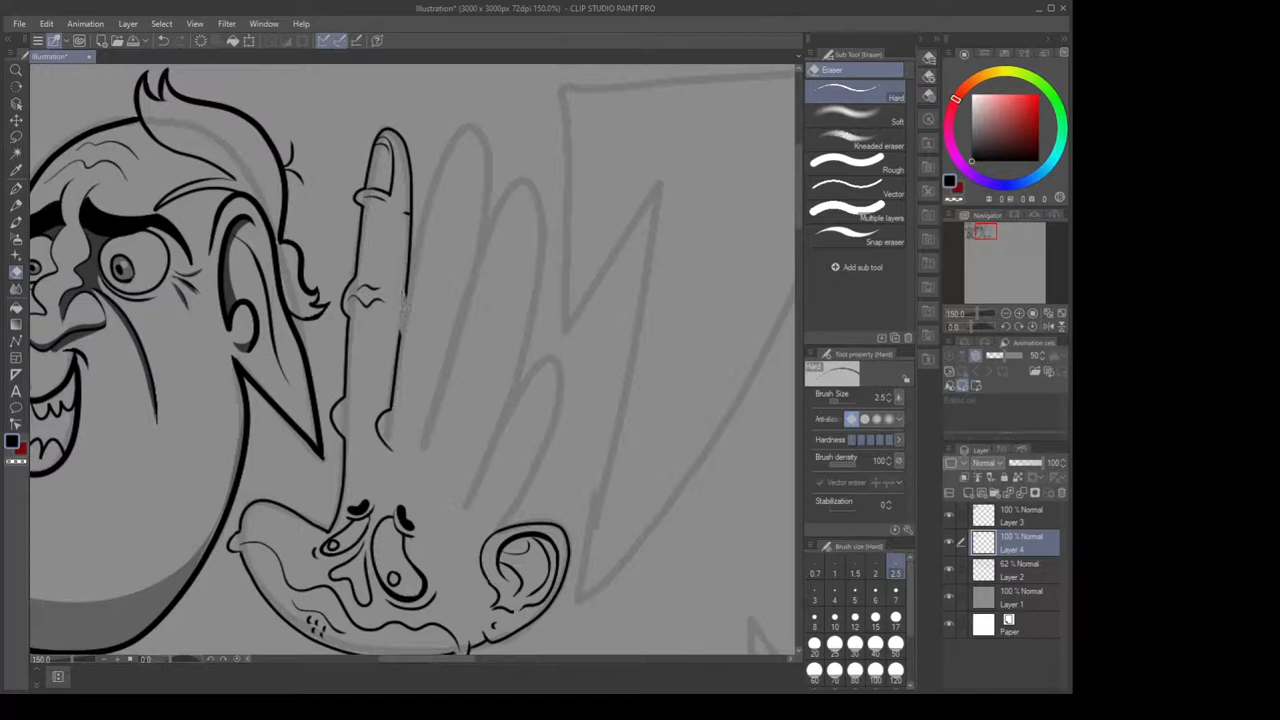 Illustration* (3000 x 3000px 72dpi 150.0%) - CLIP STUDIO PAINT PRO
File Edit Animation Layer Select View Filter Window Help
Illustration*
Sub Tool [Eraser]
Eraser
Hard
Soft
Kneaded eraser
Rough
Vector
Multiple layers
Snap eraser
Add sub tool
Tool property [Hard]
Hard
Brush Size 2.5
Hardness
Brush density 100
Vector eraser
Stabilization 0
Brush size [Hard]
0.7 1 1.5 2 2.5
3 4 5 6 7
8 10 12 15 17
20 25 30 40 50
60 70 80 100 120
Navigator
150.0
0.0
Animation cels
50
Layer
Normal 100
100 % Normal
Layer 3
100 % Normal
Layer 4
62 % Normal
Layer 2
100 % Normal
Layer 1
Paper
150.0 0.0